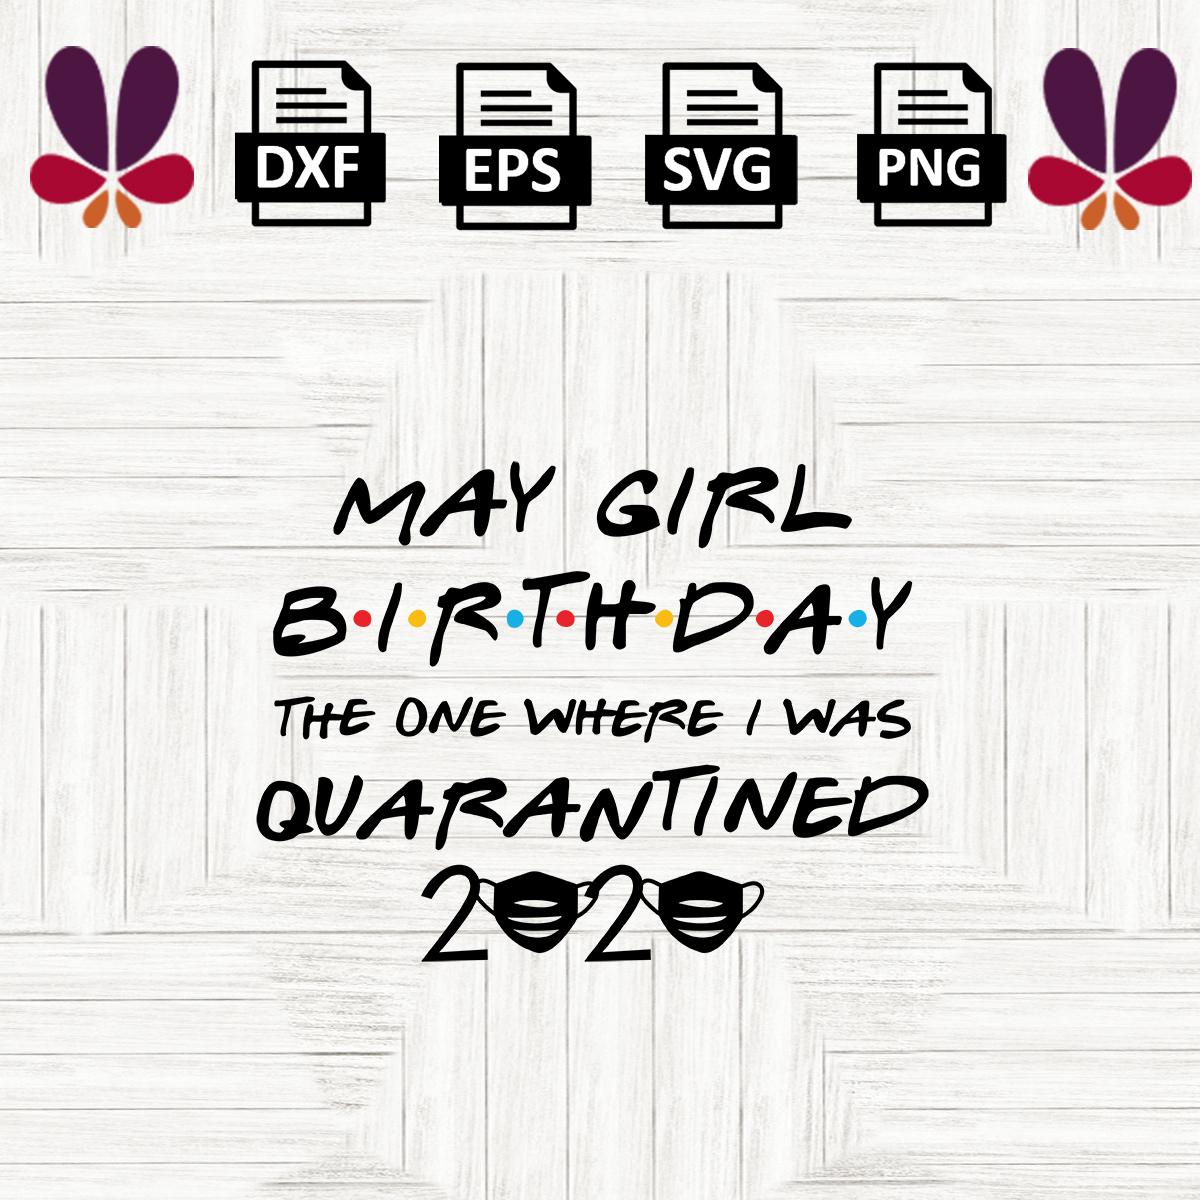 DXF EPS SVG PNG
MAY GIRL
B•I•R•T•H•D•A•Y
THE ONE WHERE I WAS
QUARANTINED
2020